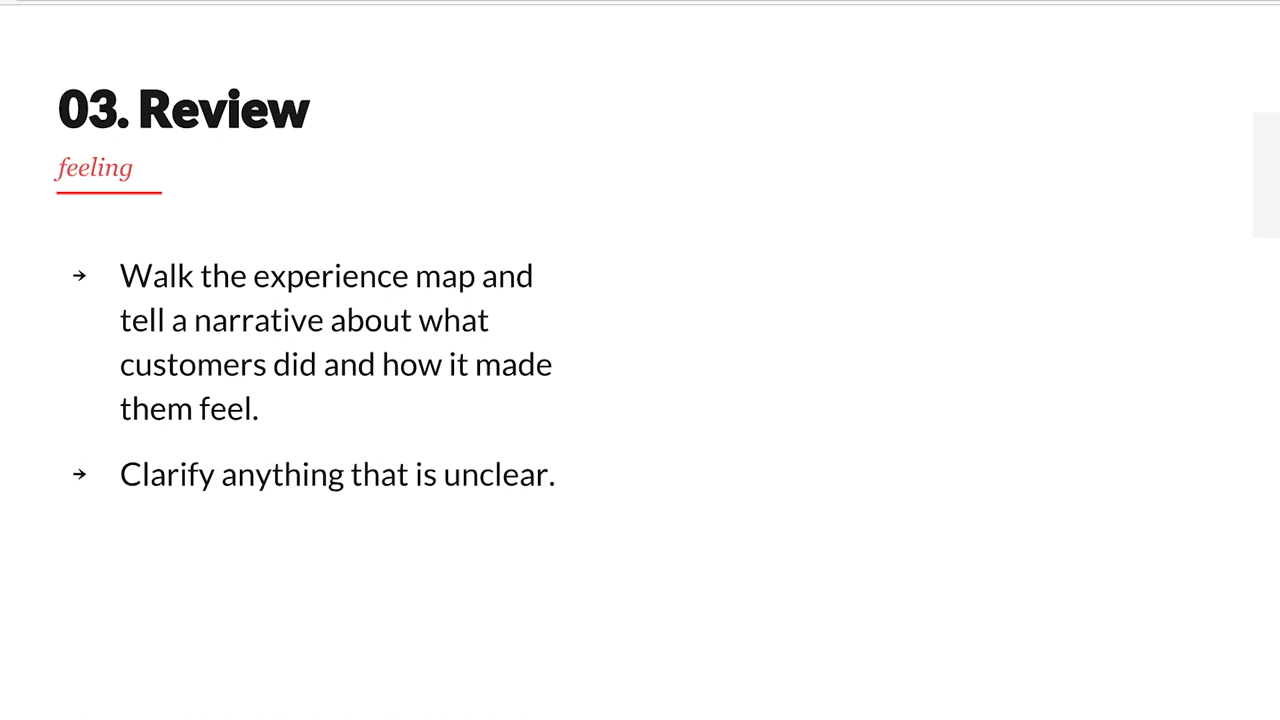 03. Review
feeling
→ Walk the experience map and
tell a narrative about what
customers did and how it made
them feel.
→ Clarify anything that is unclear.